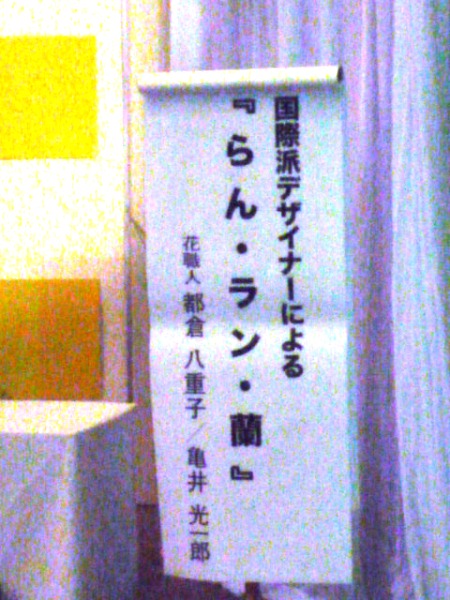 国際派デザイナーによる
『らん・ラン・蘭』
花職人 都倉 八重子／亀井 光一郎